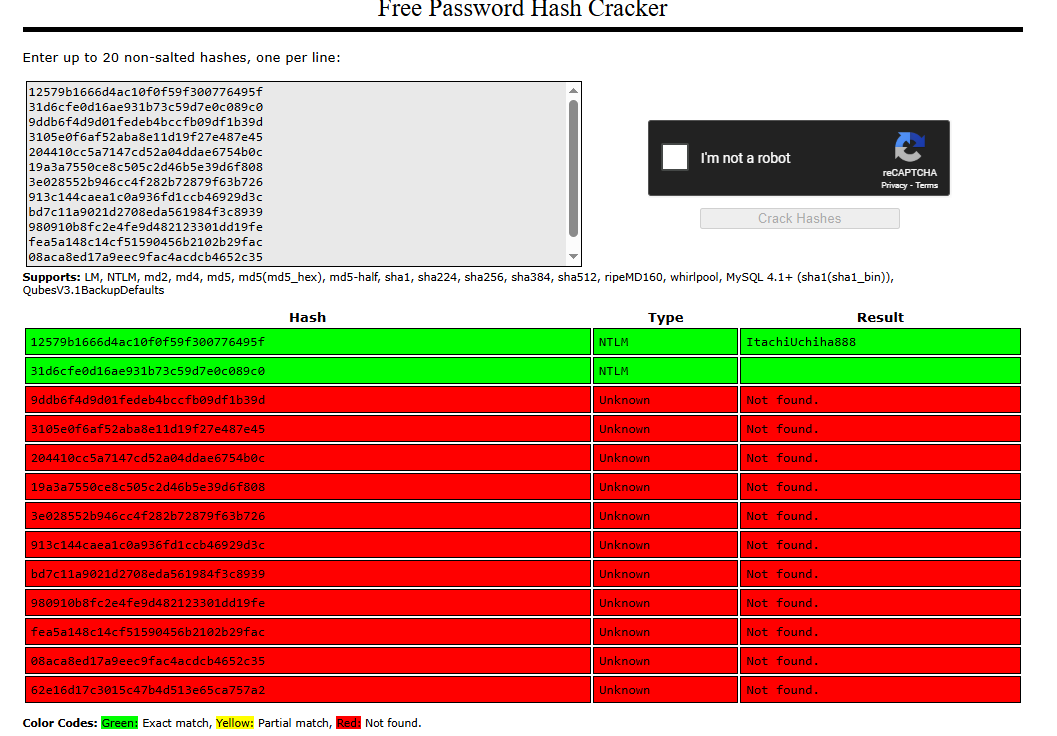 Free Password Hash Cracker
Enter up to 20 non-salted hashes, one per line:
12579b1666d4ac10f0f59f300776495f
31d6cfe0d16ae931b73c59d7e0c089c0
9ddb6f4d9d01fedeb4bccfb09df1b39d
3105e0f6af52aba8e11d19f27e487e45
204410cc5a7147cd52a04ddae6754b0c
19a3a7550ce8c505c2d46b5e39d6f808
3e028552b946cc4f282b72879f63b726
913c144caea1c0a936fd1ccb46929d3c
bd7c11a9021d2708eda561984f3c8939
980910b8fc2e4fe9d482123301dd19fe
fea5a148c14cf51590456b2102b29fac
08aca8ed17a9eec9fac4acdcb4652c35
I'm not a robot
reCAPTCHA
Privacy - Terms
Crack Hashes
Supports: LM, NTLM, md2, md4, md5, md5(md5_hex), md5-half, sha1, sha224, sha256, sha384, sha512, ripeMD160, whirlpool, MySQL 4.1+ (sha1(sha1_bin)),
QubesV3.1BackupDefaults
Hash Type Result
12579b1666d4ac10f0f59f300776495f NTLM ItachiUchiha888
31d6cfe0d16ae931b73c59d7e0c089c0 NTLM
9ddb6f4d9d01fedeb4bccfb09df1b39d Unknown Not found.
3105e0f6af52aba8e11d19f27e487e45 Unknown Not found.
204410cc5a7147cd52a04ddae6754b0c Unknown Not found.
19a3a7550ce8c505c2d46b5e39d6f808 Unknown Not found.
3e028552b946cc4f282b72879f63b726 Unknown Not found.
913c144caea1c0a936fd1ccb46929d3c Unknown Not found.
bd7c11a9021d2708eda561984f3c8939 Unknown Not found.
980910b8fc2e4fe9d482123301dd19fe Unknown Not found.
fea5a148c14cf51590456b2102b29fac Unknown Not found.
08aca8ed17a9eec9fac4acdcb4652c35 Unknown Not found.
62e16d17c3015c47b4d513e65ca757a2 Unknown Not found.
Color Codes: Green: Exact match, Yellow: Partial match, Red: Not found.